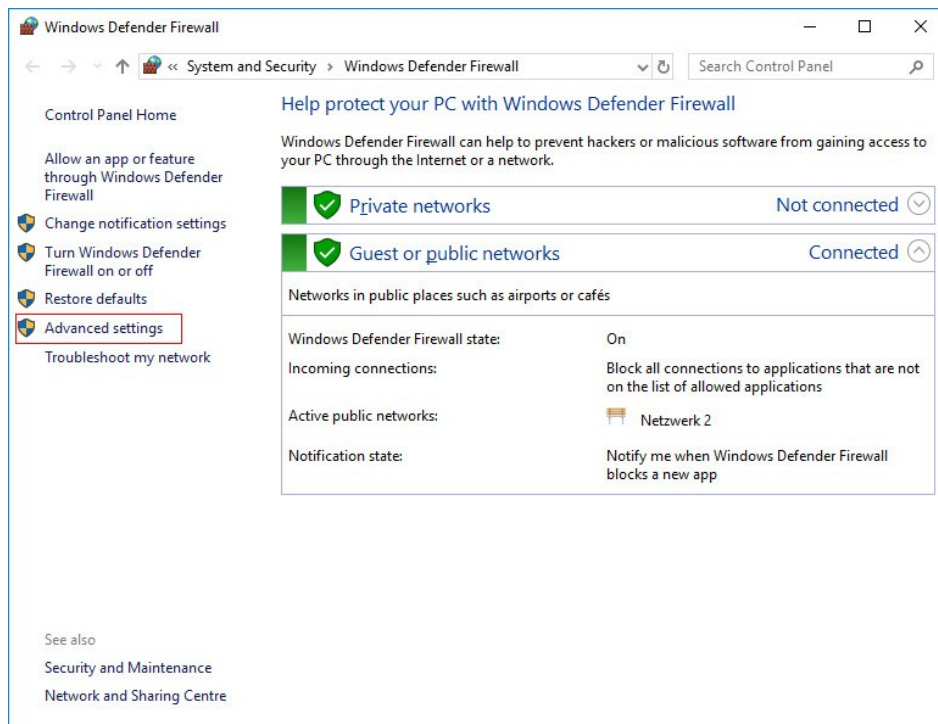 Windows Defender Firewall
« System and Security › Windows Defender Firewall
Search Control Panel
Control Panel Home
Allow an app or feature
through Windows Defender
Firewall
Change notification settings
Turn Windows Defender
Firewall on or off
Restore defaults
Advanced settings
Troubleshoot my network
Help protect your PC with Windows Defender Firewall
Windows Defender Firewall can help to prevent hackers or malicious software from gaining access to
your PC through the Internet or a network.
Private networks Not connected
Guest or public networks Connected
Networks in public places such as airports or cafés
Windows Defender Firewall state: On
Incoming connections: Block all connections to applications that are not
on the list of allowed applications
Active public networks: Netzwerk 2
Notification state: Notify me when Windows Defender Firewall
blocks a new app
See also
Security and Maintenance
Network and Sharing Centre